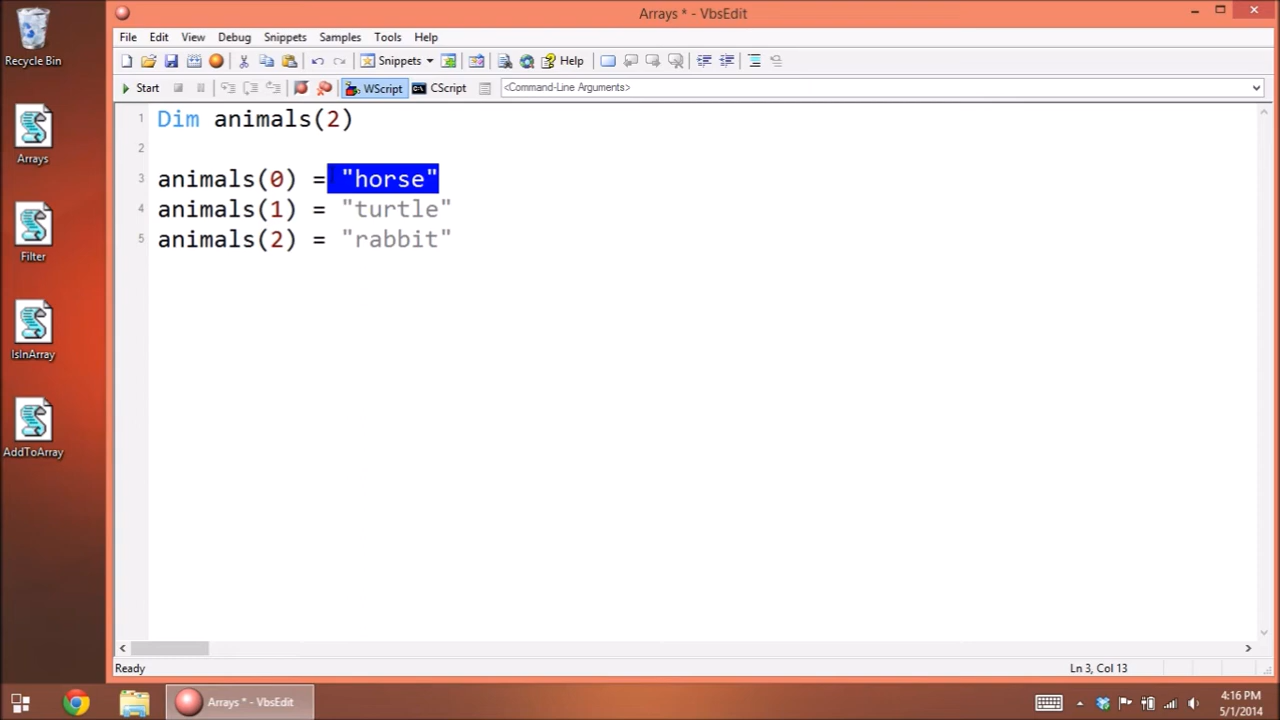 Arrays * - VbsEdit
File Edit View Debug Snippets Samples Tools Help
Snippets Help
Start WScript CScript <Command-Line Arguments>
1 Dim animals(2)
2
3 animals(0) = "horse"
4 animals(1) = "turtle"
5 animals(2) = "rabbit"
Ready Ln 3, Col 13
Recycle Bin
Arrays
Filter
IsInArray
AddToArray
Arrays * - VbsEdit
4:16 PM
5/1/2014